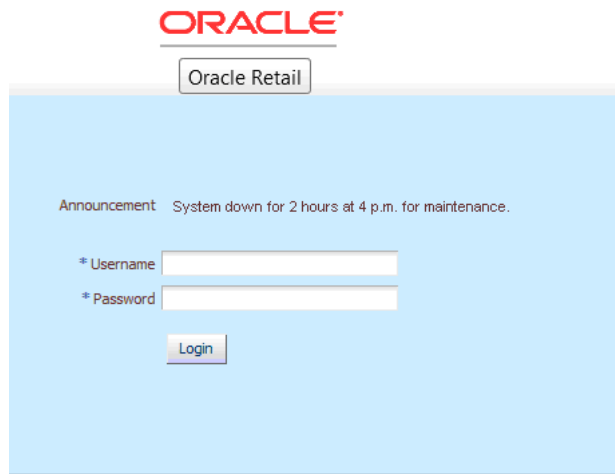 ORACLE
Oracle Retail
Announcement System down for 2 hours at 4 p.m. for maintenance.
* Username
* Password
Login